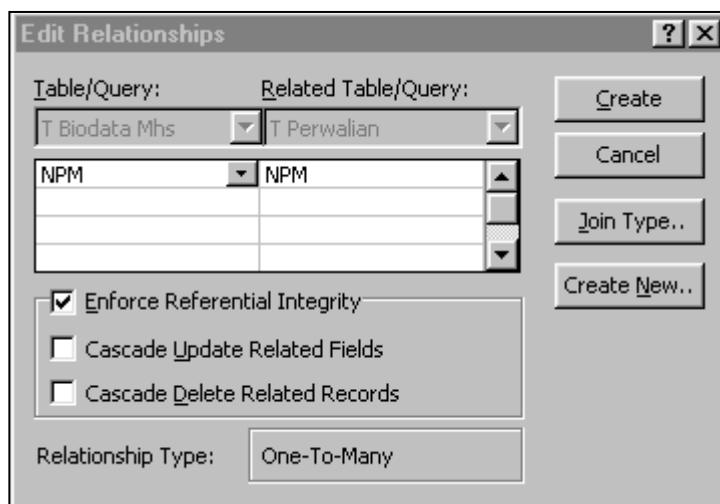 Edit Relationships
Table/Query: Related Table/Query:
T Biodata Mhs T Perwalian
NPM NPM
Enforce Referential Integrity
Cascade Update Related Fields
Cascade Delete Related Records
Relationship Type: One-To-Many
Create
Cancel
Join Type..
Create New..